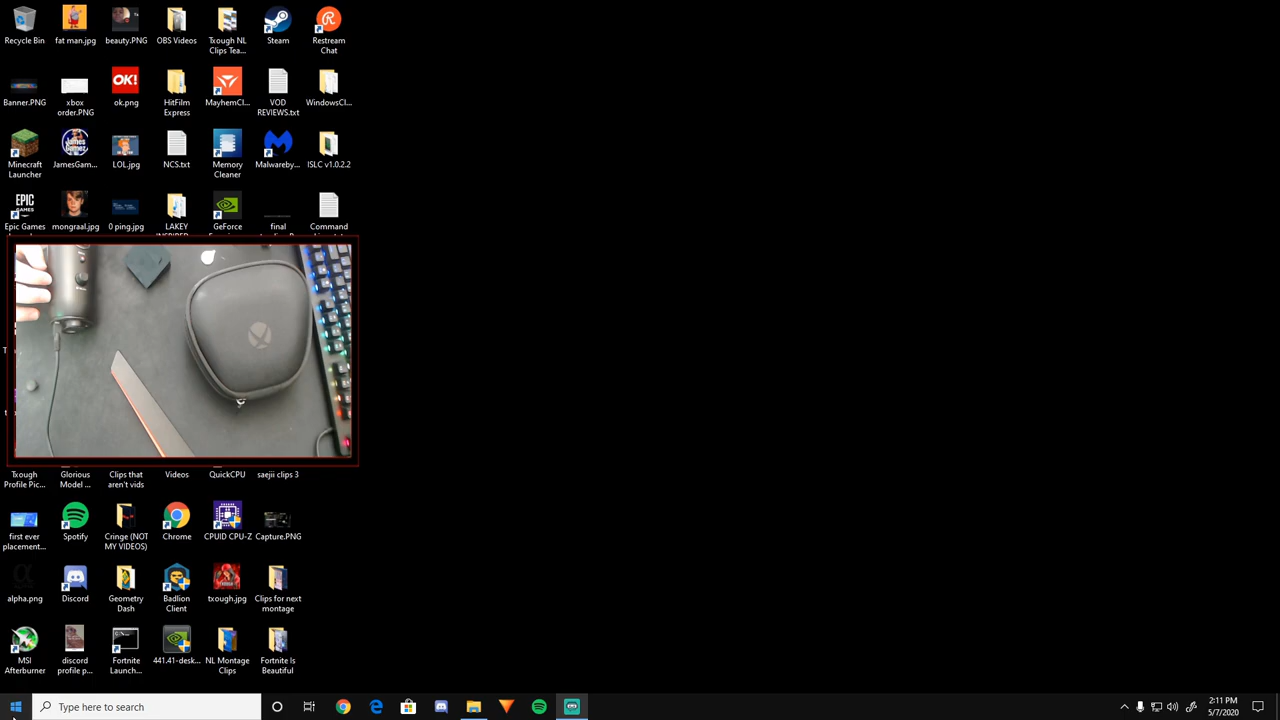 Recycle Bin
fat man.jpg
beauty.PNG
OBS Videos
Txough NL
Clips Tea...
Steam
Restream
Chat
Banner.PNG
xbox
order.PNG
OK!
ok.png
HitFilm
Express
MayhemCl...
VOD
REVIEWS.txt
WindowsCl...
Minecraft
Launcher
JamesGam...
LOL.jpg
NCS.txt
Memory
Cleaner
Malwareby...
ISLC v1.0.2.2
EPIC
GAMES
Epic Games
mongraal.jpg
0 ping.jpg
LAKEY
GeForce
final
Command
Txough
Profile Pic...
Glorious
Model ...
Clips that
aren't vids
Videos
QuickCPU
saejii clips 3
first ever
placement...
Spotify
Cringe (NOT
MY VIDEOS)
Chrome
CPUID CPU-Z
Capture.PNG
alpha.png
Discord
Geometry
Dash
Badlion
Client
txough.jpg
Clips for next
montage
MSI
Afterburner
discord
profile p...
Fortnite
Launch...
441.41-desk...
NL Montage
Clips
Fortnite Is
Beautiful
Type here to search
2:11 PM
5/7/2020